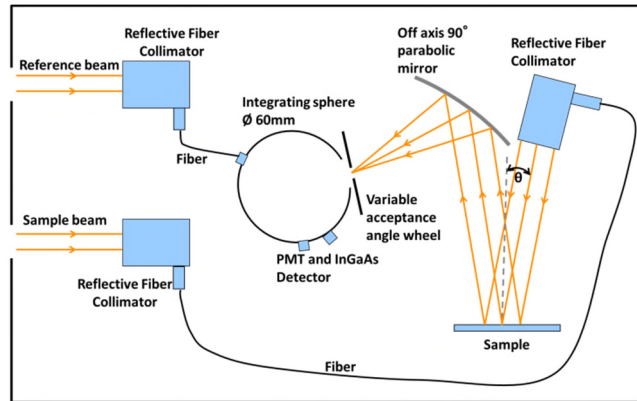 Reflective Fiber
Collimator
Reference beam
Off axis 90°
parabolic
mirror
Reflective Fiber
Collimator
Integrating sphere
Ø 60mm
Fiber
θ
Variable
acceptance
angle wheel
Sample beam
PMT and InGaAs
Detector
Reflective Fiber
Collimator
Sample
Fiber